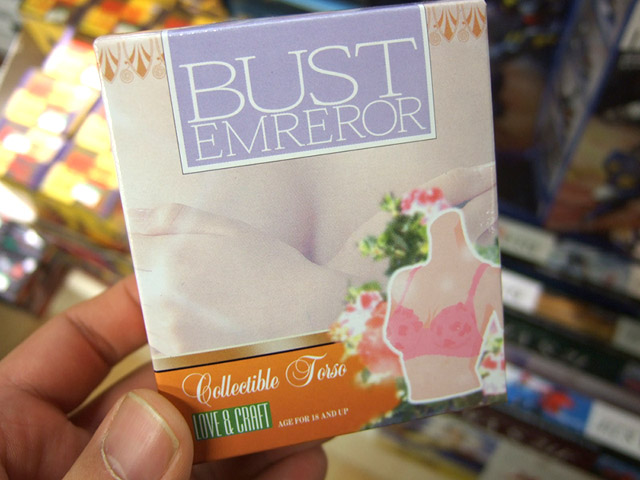 BUST
EMREROR
Collectible Torso
LOVE & CRAFT
AGE FOR 18 AND UP